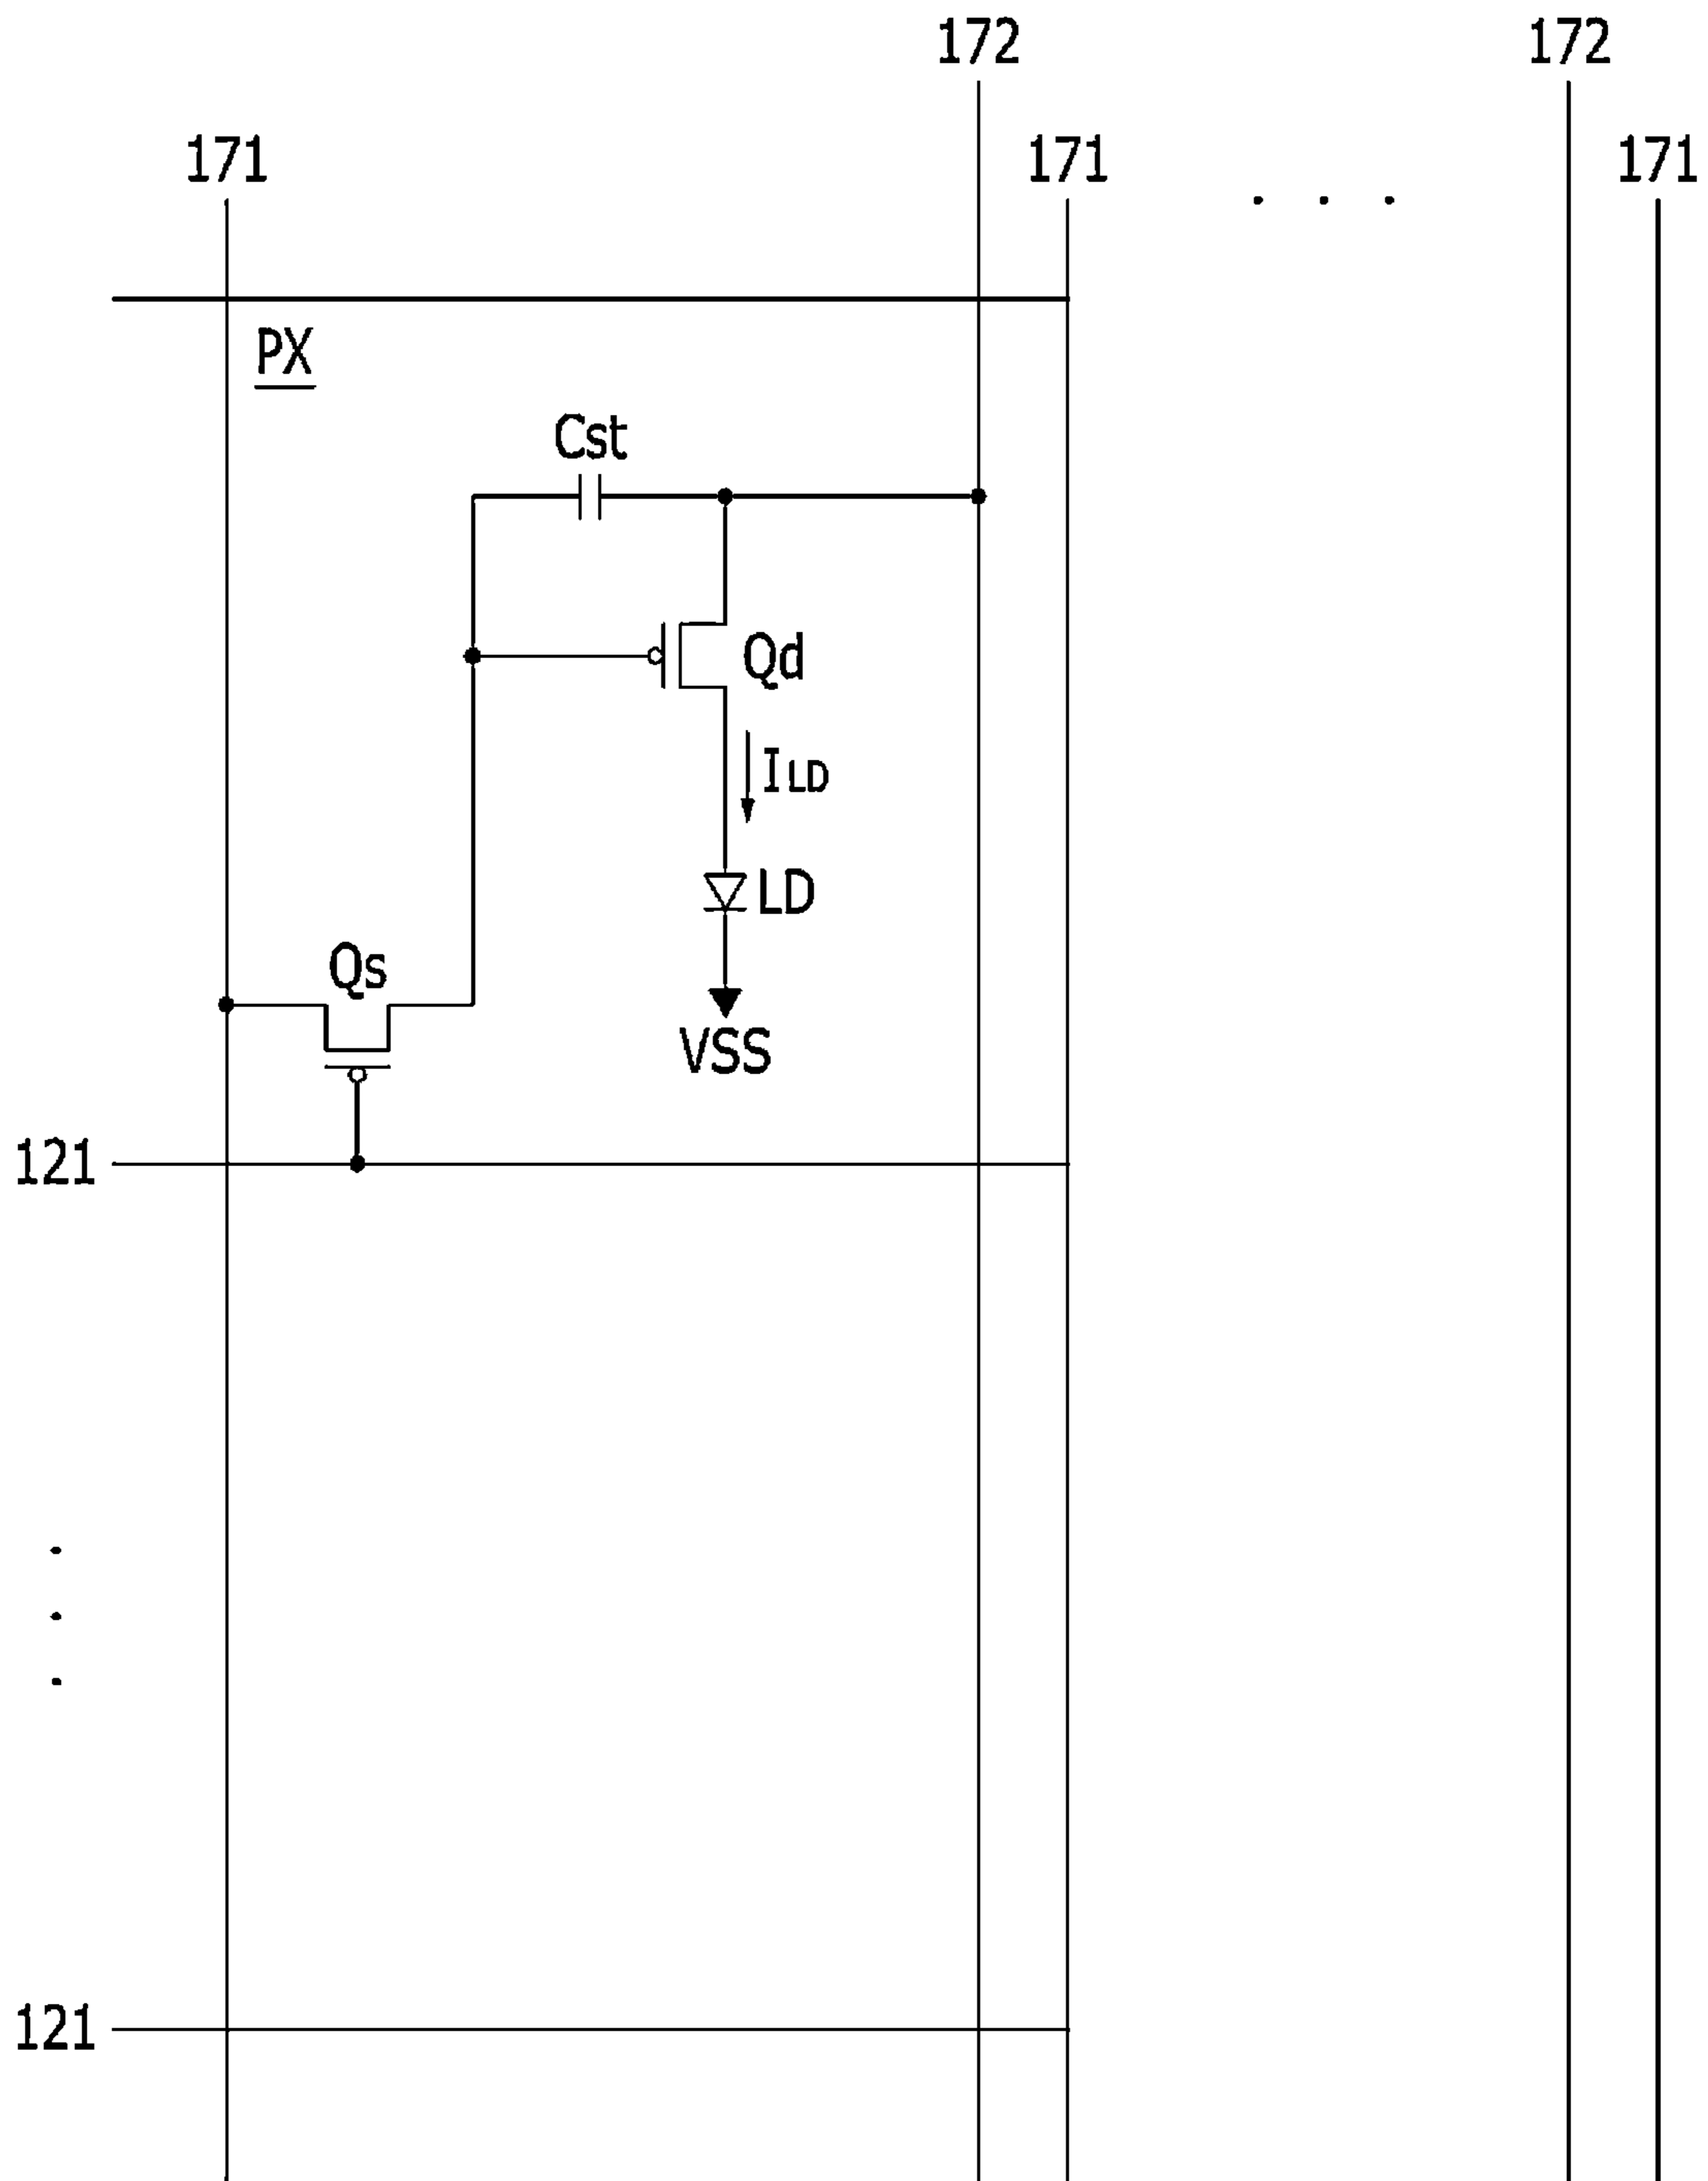 172 172
171 171 171
. . .
PX
Cst
Qd
ILD
LD
Qs
VSS
121
.
.
.
121